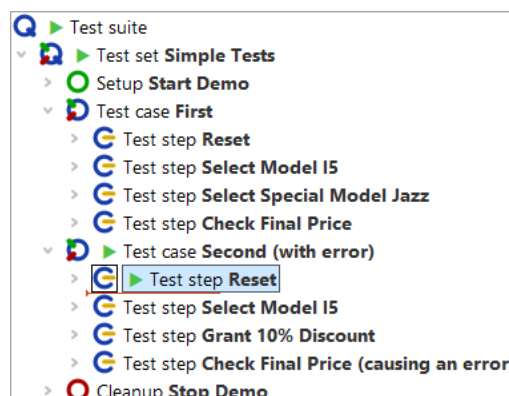 Test suite
Test set Simple Tests
Setup Start Demo
Test case First
Test step Reset
Test step Select Model I5
Test step Select Special Model Jazz
Test step Check Final Price
Test case Second (with error)
Test step Reset
Test step Select Model I5
Test step Grant 10% Discount
Test step Check Final Price (causing an error
Cleanup Stop Demo